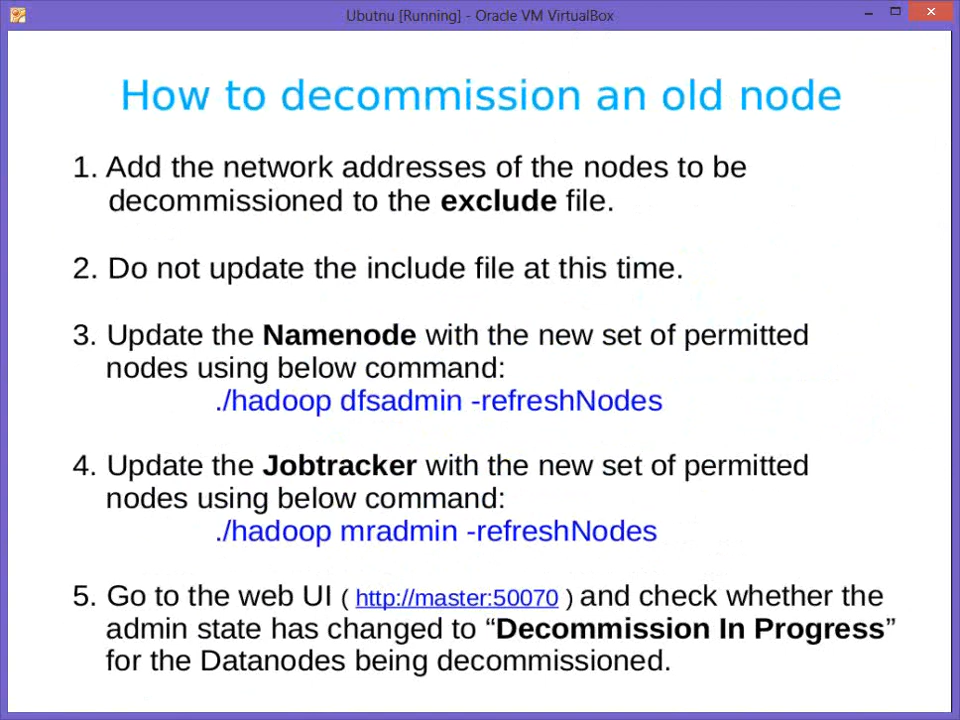 Ubutnu [Running] - Oracle VM VirtualBox
How to decommission an old node
1. Add the network addresses of the nodes to be
decommissioned to the exclude file.
2. Do not update the include file at this time.
3. Update the Namenode with the new set of permitted
nodes using below command:
./hadoop dfsadmin -refreshNodes
4. Update the Jobtracker with the new set of permitted
nodes using below command:
./hadoop mradmin -refreshNodes
5. Go to the web UI ( http://master:50070 ) and check whether the
admin state has changed to “Decommission In Progress”
for the Datanodes being decommissioned.